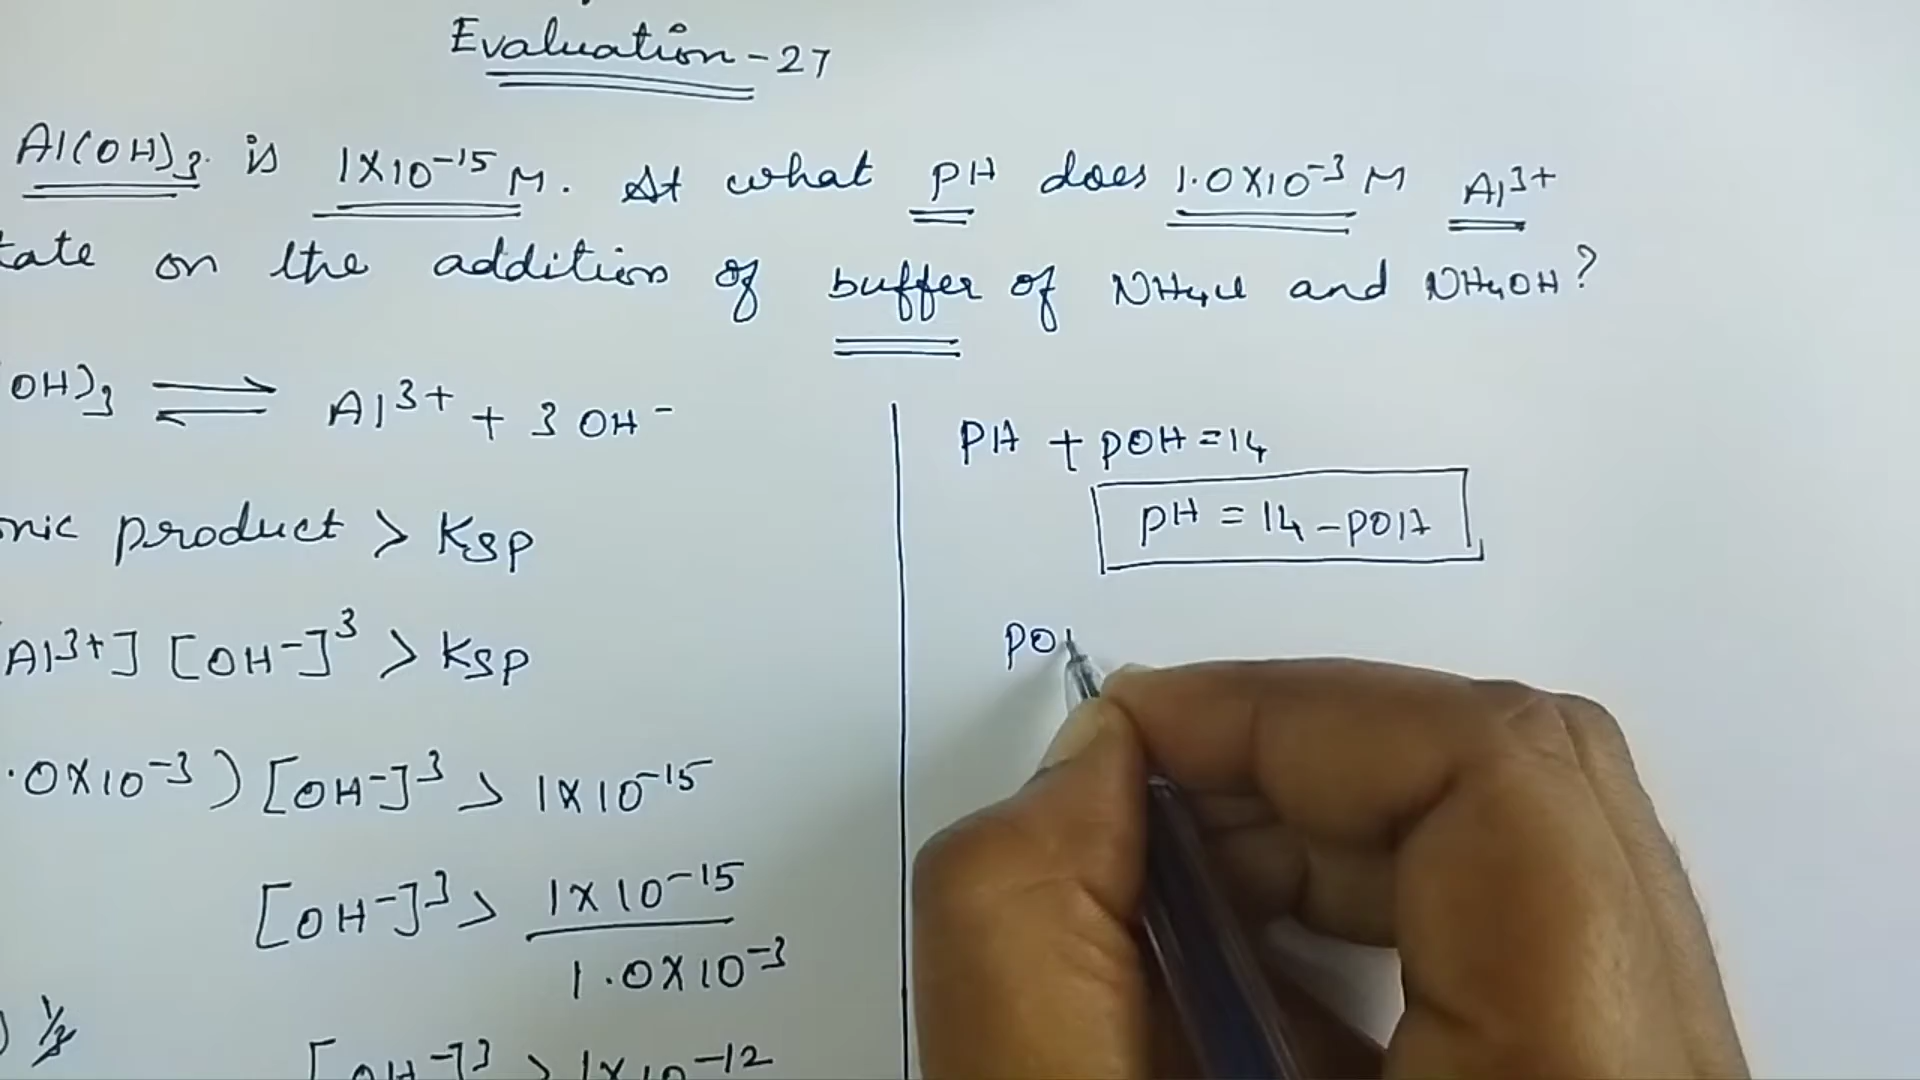 Evaluation-27
Al(OH)3 is 1×10⁻¹⁵ M. At what pH does 1.0×10⁻³ M Al³⁺
tate on the addition of buffer of NH4Cl and NH4OH?
OH)3 ⇌ Al³⁺ + 3OH⁻
nic product > Ksp
[Al³⁺] [OH⁻]³ > Ksp
.0×10⁻³) [OH⁻]³ > 1×10⁻¹⁵
[OH⁻]³ > 1×10⁻¹⁵
1.0×10⁻³
) 1/3
[OH⁻]³ > 1×10⁻¹²
pH + pOH = 14
pH = 14 - pOH
pO